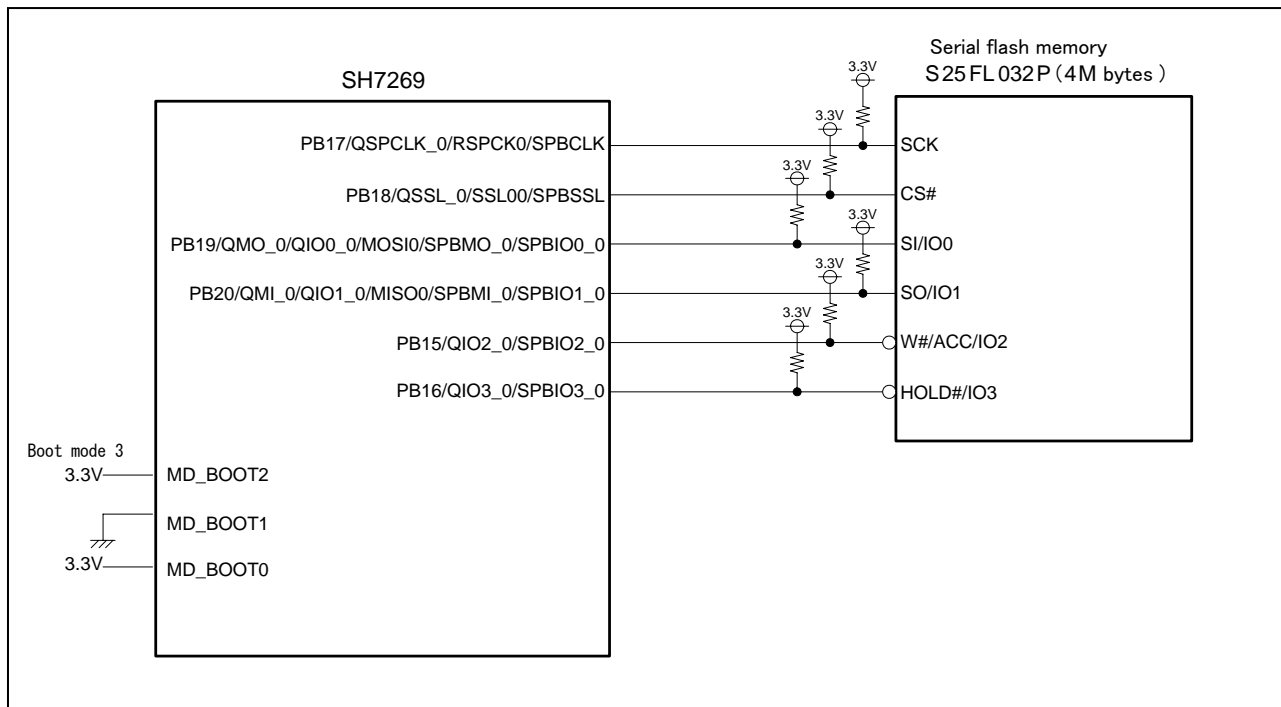 SH7269
Serial flash memory
S25FL032P (4M bytes)
3.3V
3.3V
3.3V
3.3V
3.3V
3.3V
PB17/QSPCLK_0/RSPCK0/SPBCLK
SCK
PB18/QSSL_0/SSL00/SPBSSL
CS#
PB19/QMO_0/QIO0_0/MOSI0/SPBMO_0/SPBIO0_0
SI/IO0
PB20/QMI_0/QIO1_0/MISO0/SPBMI_0/SPBIO1_0
SO/IO1
PB15/QIO2_0/SPBIO2_0
W#/ACC/IO2
PB16/QIO3_0/SPBIO3_0
HOLD#/IO3
Boot mode 3
3.3V
MD_BOOT2
MD_BOOT1
3.3V
MD_BOOT0